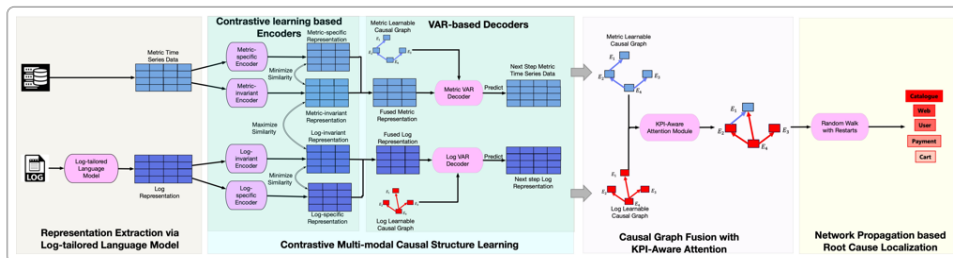 Contrastive learning based
Encoders
VAR-based Decoders
Metric Time
Series Data
Metric-
specific
Encoder
Metric-
invariant
Encoder
Metric-specific
Representation
Minimize
Similarity
Metric-invariant
Representation
Maximize
Similarity
Metric Learnable
Causal Graph
Fused Metric
Representation
Metric VAR
Decoder
Predict
Next Step Metric
Time Series Data
LOG
Log-tailored
Language
Model
Log
Representation
Log-
invariant
Encoder
Log-
specific
Encoder
Log-invariant
Representation
Minimize
Similarity
Log-specific
Representation
Fused Log
Representation
Log VAR
Decoder
Predict
Next step Log
Representation
Log Learnable
Causal Graph
Metric Learnable
Causal Graph
KPI-Aware
Attention Module
Log Learnable
Causal Graph
Random Walk
with Restarts
Catalogue
Web
User
Payment
Cart
Representation Extraction via
Log-tailored Language Model
Contrastive Multi-modal Causal Structure Learning
Causal Graph Fusion with
KPI-Aware Attention
Network Propagation based
Root Cause Localization